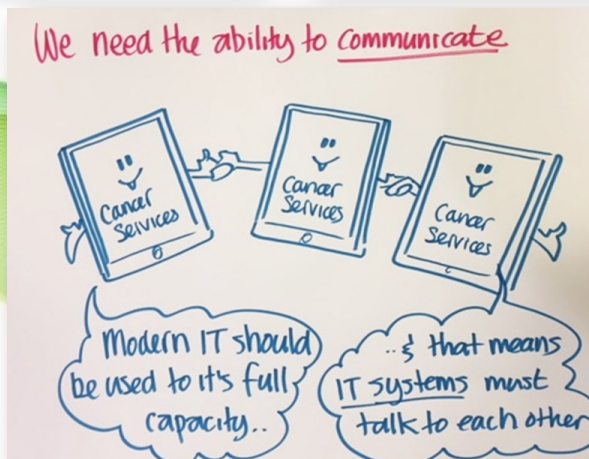 We need the ability to communicate
Cancer
Services
Cancer
Services
Cancer
Services
Modern IT should
be used to it's full
capacity..
..& that means
IT systems must
talk to each other